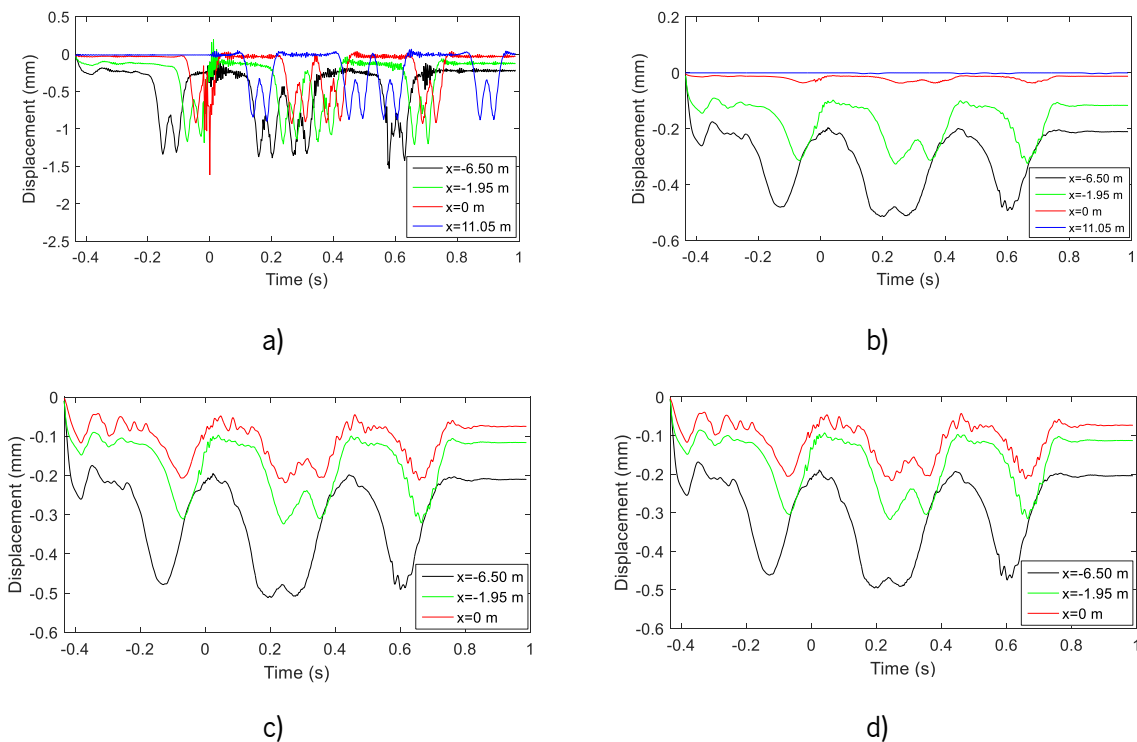 0.5
0
-0.5
-1
-1.5
-2
-2.5
Displacement (mm)
-0.4 -0.2 0 0.2 0.4 0.6 0.8 1
Time (s)
x=-6.50 m
x=-1.95 m
x=0 m
x=11.05 m
a)
0.2
0
-0.2
-0.4
-0.6
Displacement (mm)
-0.4 -0.2 0 0.2 0.4 0.6 0.8 1
Time (s)
x=-6.50 m
x=-1.95 m
x=0 m
x=11.05 m
b)
0
-0.1
-0.2
-0.3
-0.4
-0.5
-0.6
Displacement (mm)
-0.4 -0.2 0 0.2 0.4 0.6 0.8 1
Time (s)
x=-6.50 m
x=-1.95 m
x=0 m
c)
0
-0.1
-0.2
-0.3
-0.4
-0.5
-0.6
Displacement (mm)
-0.4 -0.2 0 0.2 0.4 0.6 0.8 1
Time (s)
x=-6.50 m
x=-1.95 m
x=0 m
d)